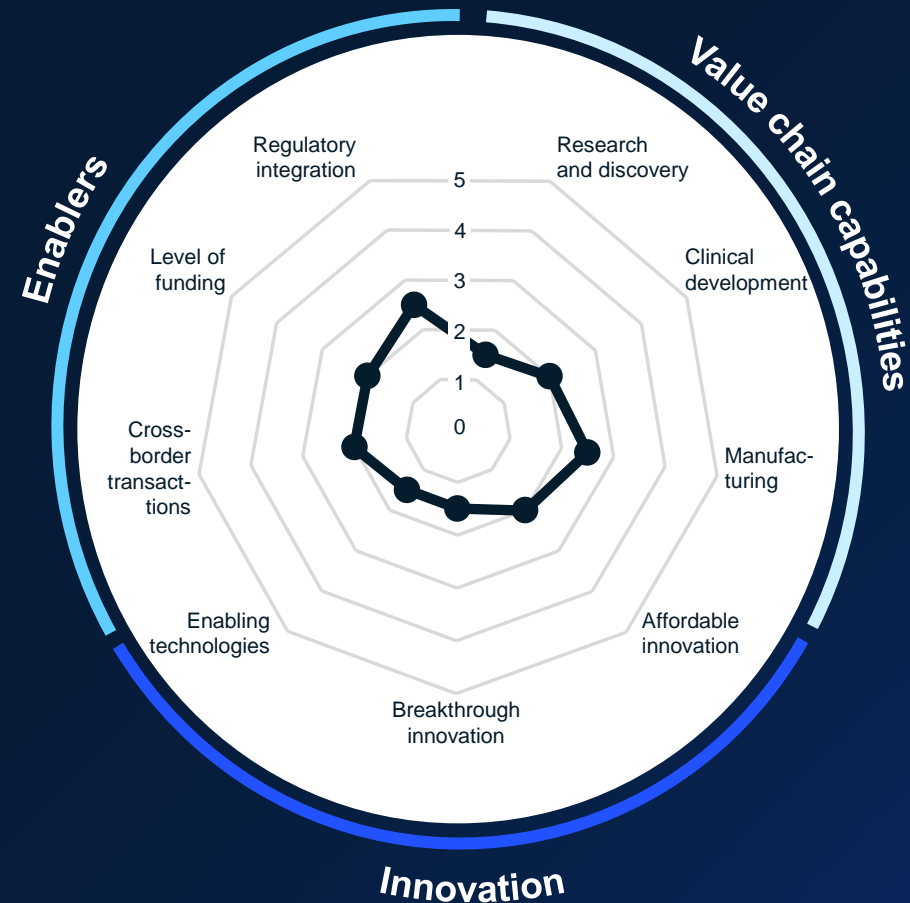 Enablers
Value chain capabilities
Innovation
Regulatory
integration
Research
and discovery
Level of
funding
Clinical
development
Cross-
border
transact-
tions
Manufac-
turing
Enabling
technologies
Affordable
innovation
Breakthrough
innovation
5
4
3
2
1
0